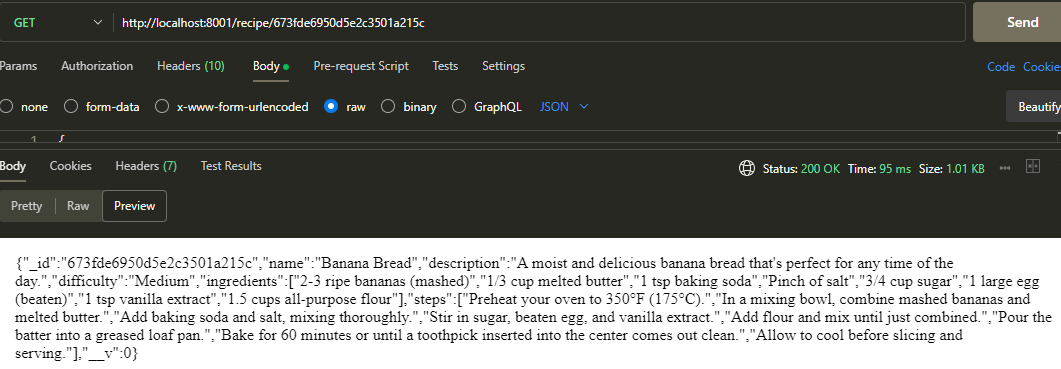 GET http://localhost:8001/recipe/673fde6950d5e2c3501a215c Send
Params Authorization Headers (10) Body Pre-request Script Tests Settings Code Cookie
none form-data x-www-form-urlencoded raw binary GraphQL JSON Beautify
1 {
Body Cookies Headers (7) Test Results Status: 200 OK Time: 95 ms Size: 1.01 KB
Pretty Raw Preview
{"_id":"673fde6950d5e2c3501a215c","name":"Banana Bread","description":"A moist and delicious banana bread that's perfect for any time of the
day.","difficulty":"Medium","ingredients":["2-3 ripe bananas (mashed)","1/3 cup melted butter","1 tsp baking soda","Pinch of salt","3/4 cup sugar","1 large egg
(beaten)","1 tsp vanilla extract","1.5 cups all-purpose flour"],"steps":["Preheat your oven to 350°F (175°C).","In a mixing bowl, combine mashed bananas and
melted butter.","Add baking soda and salt, mixing thoroughly.","Stir in sugar, beaten egg, and vanilla extract.","Add flour and mix until just combined.","Pour the
batter into a greased loaf pan.","Bake for 60 minutes or until a toothpick inserted into the center comes out clean.","Allow to cool before slicing and
serving."],"__v":0}